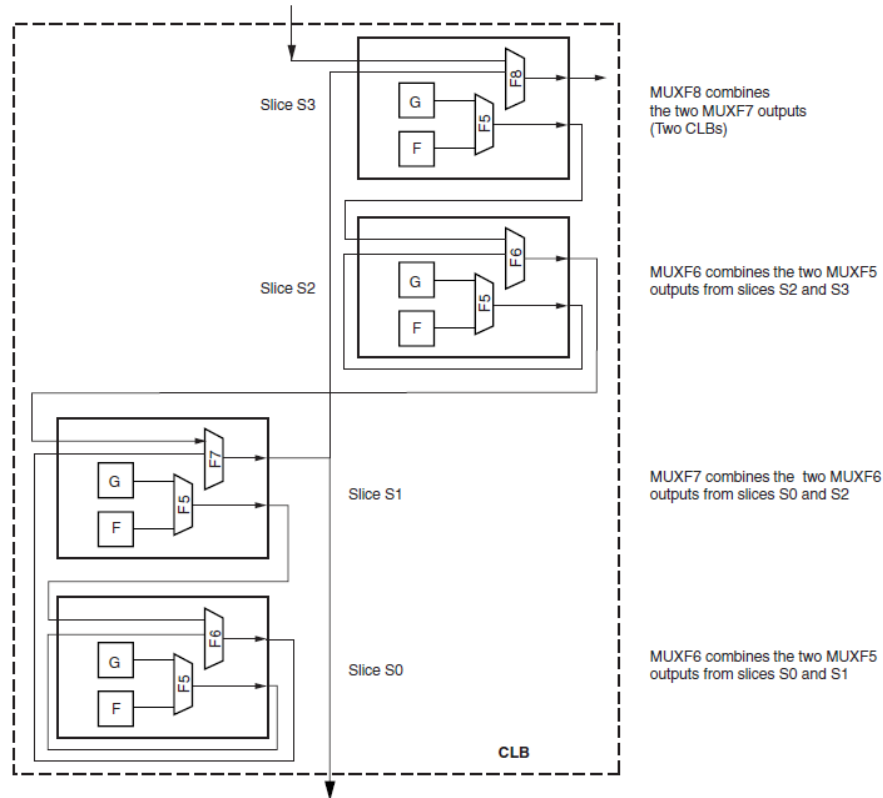 Slice S3
G
F
F5
F8
MUXF8 combines
the two MUXF7 outputs
(Two CLBs)
Slice S2
G
F
F5
F6
MUXF6 combines the two MUXF5
outputs from slices S2 and S3
G
F
F5
F7
Slice S1
MUXF7 combines the two MUXF6
outputs from slices S0 and S2
G
F
F5
F6
Slice S0
MUXF6 combines the two MUXF5
outputs from slices S0 and S1
CLB